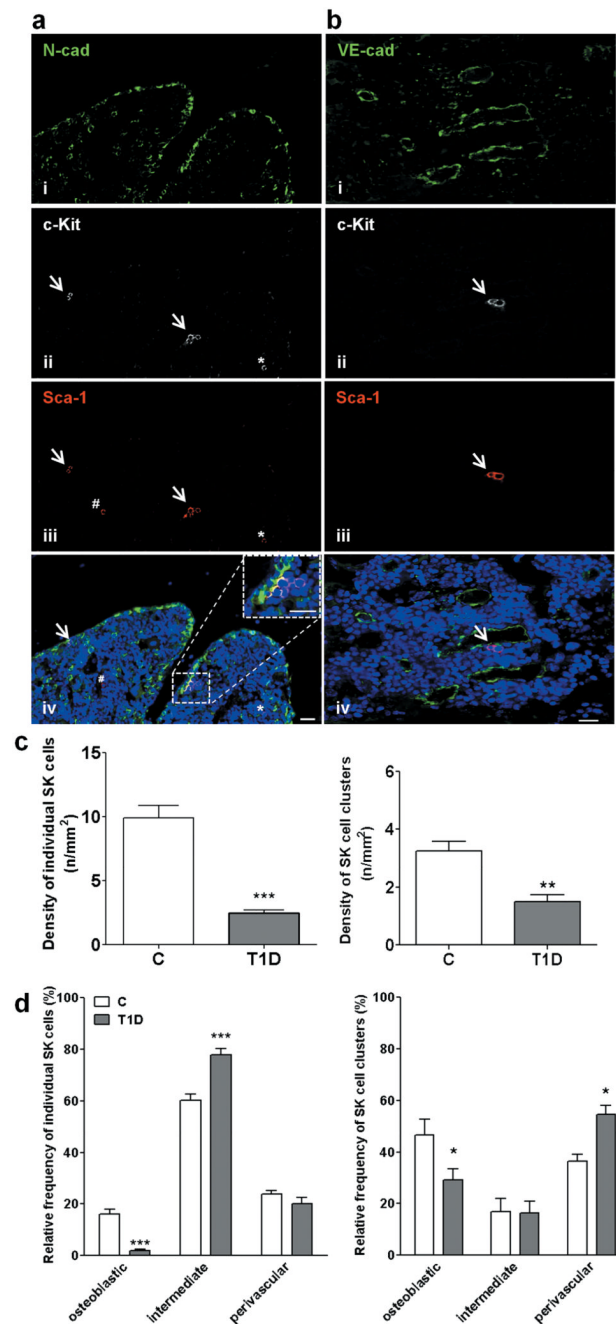 a
b
N-cad
VE-cad
i
i
c-Kit
c-Kit
*
ii
ii
Sca-1
Sca-1
#
*
iii
iii
#
*
iv
iv
c
Density of individual SK cells
(n/mm²)
15
10
5
0
***
C
T1D
Density of SK cell clusters
(n/mm²)
6
4
2
0
**
C
T1D
d
Relative frequency of individual SK cells (%)
100
80
60
40
20
0
C
T1D
***
***
osteoblastic
intermediate
perivascular
Relative frequency of SK cell clusters (%)
100
80
60
40
20
0
*
*
osteoblastic
intermediate
perivascular